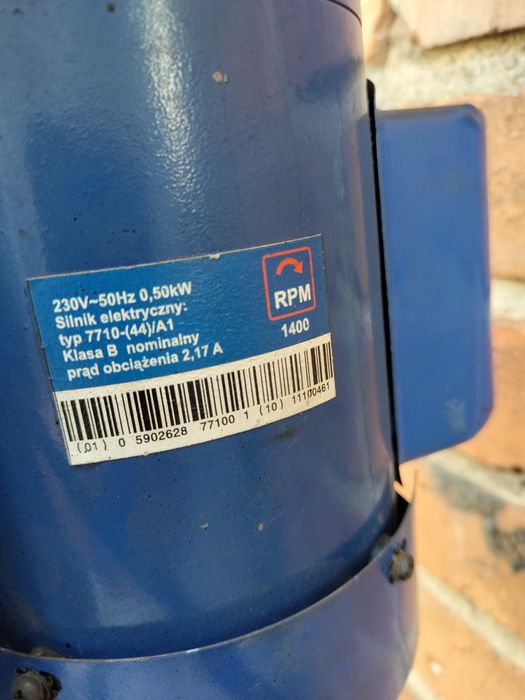 230V~50Hz 0,50kW
Silnik elektryczny:
typ 7710-(44)/A1
Klasa B nominalny
prąd obciążenia 2,17 A
RPM
1400
(01) 0 5902628 77100 1 (10) 11100461